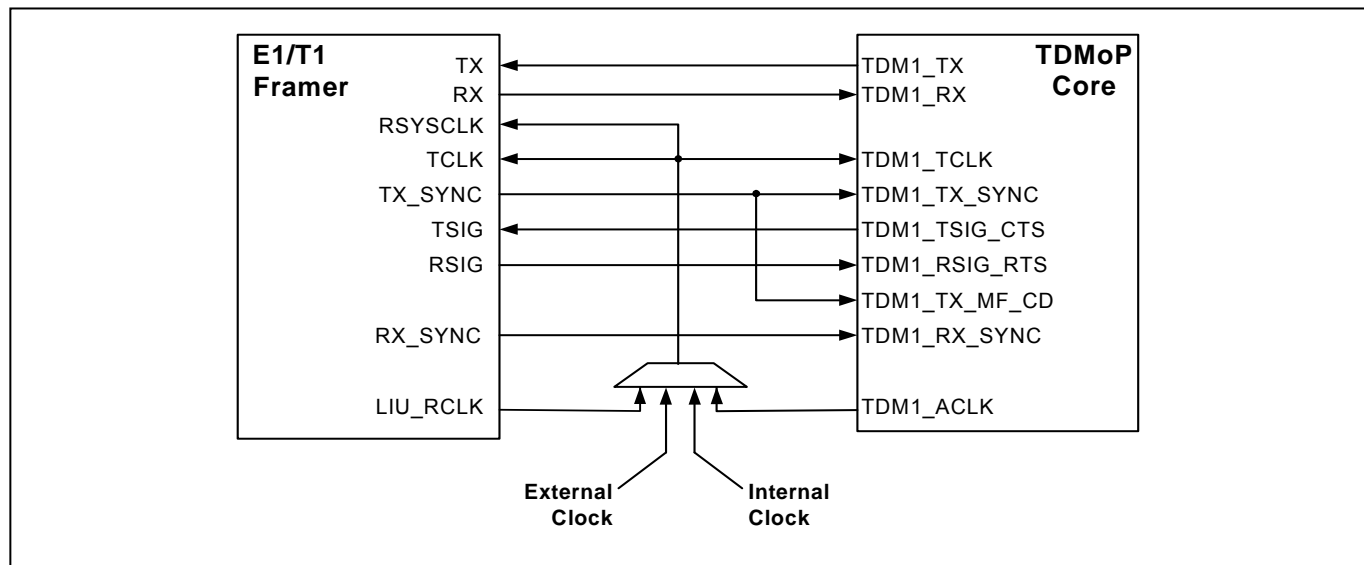 E1/T1
Framer
TX
RX
RSYSCLK
TCLK
TX_SYNC
TSIG
RSIG
RX_SYNC
LIU_RCLK
TDMoP
Core
TDM1_TX
TDM1_RX
TDM1_TCLK
TDM1_TX_SYNC
TDM1_TSIG_CTS
TDM1_RSIG_RTS
TDM1_TX_MF_CD
TDM1_RX_SYNC
TDM1_ACLK
External
Clock
Internal
Clock